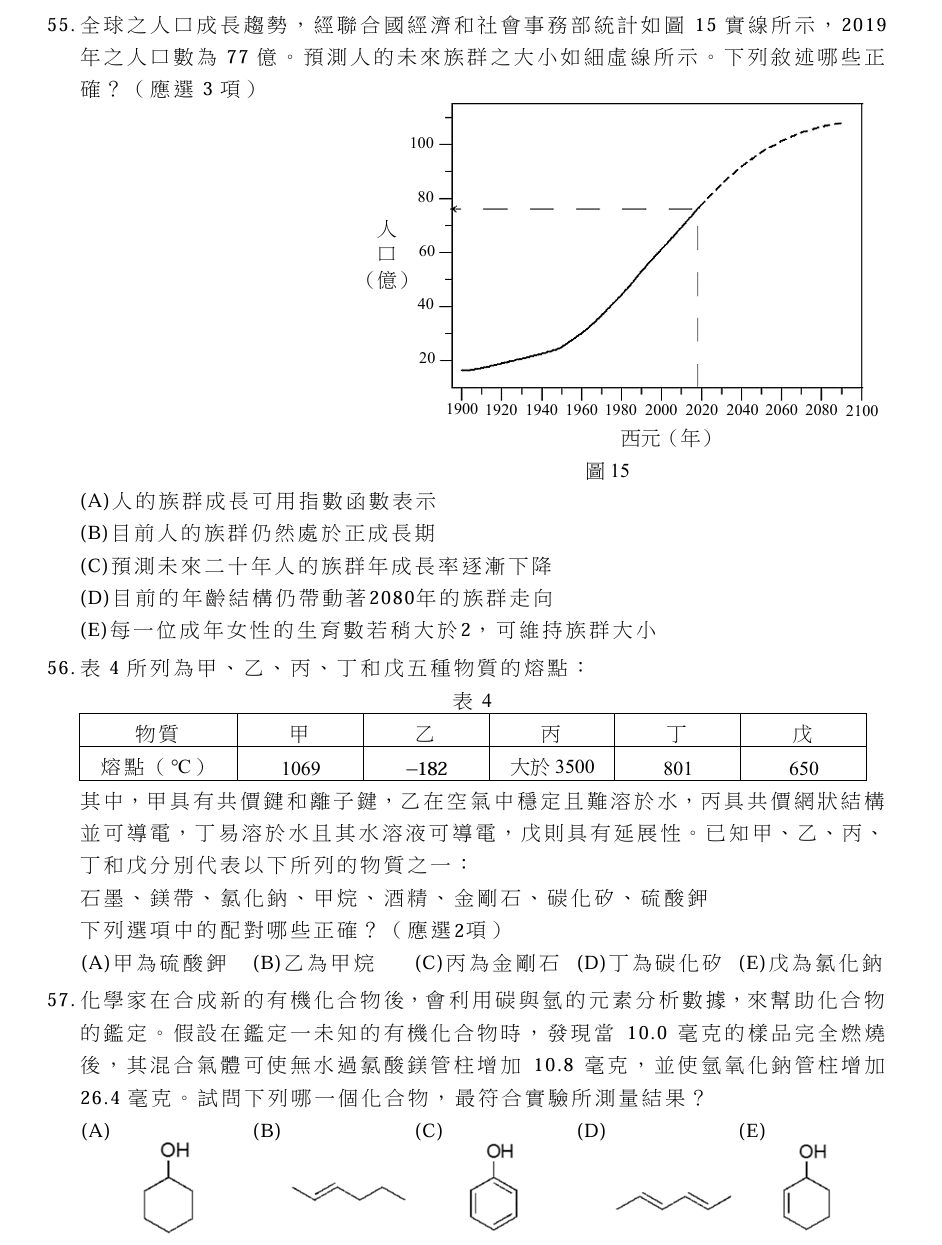 55. 全球之人口成長趨勢，經聯合國經濟和社會事務部統計如圖 15 實線所示，2019
年之人口數為 77 億。預測人的未來族群之大小如細虛線所示。下列敘述哪些正
確？（應選 3 項）
100
80
60
40
20
人
口
（億）
1900 1920 1940 1960 1980 2000 2020 2040 2060 2080 2100
西元（年）
圖 15
(A)人的族群成長可用指數函數表示
(B)目前人的族群仍然處於正成長期
(C)預測未來二十年人的族群年成長率逐漸下降
(D)目前的年齡結構仍帶動著2080年的族群走向
(E)每一位成年女性的生育數若稍大於2，可維持族群大小
56. 表 4 所列為甲、乙、丙、丁和戊五種物質的熔點：
表 4
物質 甲 乙 丙 丁 戊
熔點（℃） 1069 –182 大於 3500 801 650
其中，甲具有共價鍵和離子鍵，乙在空氣中穩定且難溶於水，丙具共價網狀結構
並可導電，丁易溶於水且其水溶液可導電，戊則具有延展性。已知甲、乙、丙、
丁和戊分別代表以下所列的物質之一：
石墨、鎂帶、氯化鈉、甲烷、酒精、金剛石、碳化矽、硫酸鉀
下列選項中的配對哪些正確？（應選2項）
(A)甲為硫酸鉀 (B)乙為甲烷 (C)丙為金剛石 (D)丁為碳化矽 (E)戊為氯化鈉
57. 化學家在合成新的有機化合物後，會利用碳與氫的元素分析數據，來幫助化合物
的鑑定。假設在鑑定一未知的有機化合物時，發現當 10.0 毫克的樣品完全燃燒
後，其混合氣體可使無水過氯酸鎂管柱增加 10.8 毫克，並使氫氧化鈉管柱增加
26.4 毫克。試問下列哪一個化合物，最符合實驗所測量結果？
(A) (B) (C) (D) (E)
OH OH OH